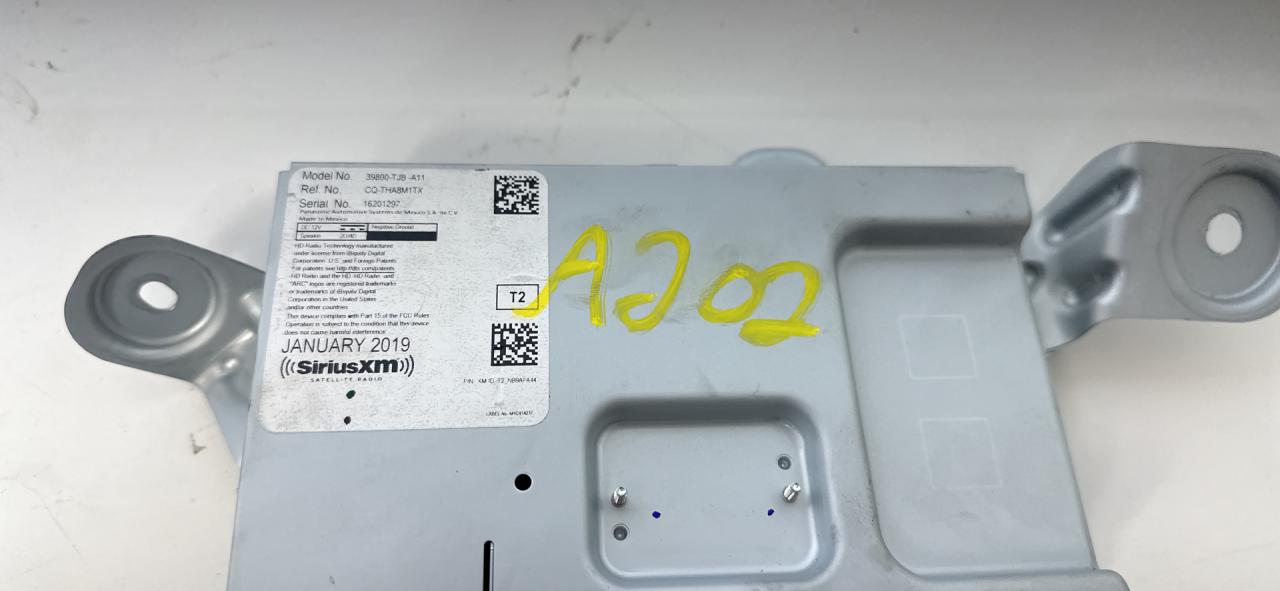 Model No. 39800-TJB -A11
Ref. No. CQ-THA8M1TX
Serial No. 16201297
Panasonic Automotive Systems de Mexico S.A. de C.V.
Made in Mexico
DC 12V Negative Ground
Speaker
HD Radio Technology manufactured
under license from iBiquity Digital
Corporation. U.S. and Foreign Patents.
For patents see http://dts.com/patents.
HD Radio and the HD, HD Radio, and
"ARC" logos are registered trademarks
or trademarks of iBiquity Digital
Corporation in the United States
and/or other countries.
This device complies with Part 15 of the FCC Rules
Operation is subject to the condition that this device
does not cause harmful interference
JANUARY 2019
((SiriusXM))
SATELLITE RADIO
T2
A202